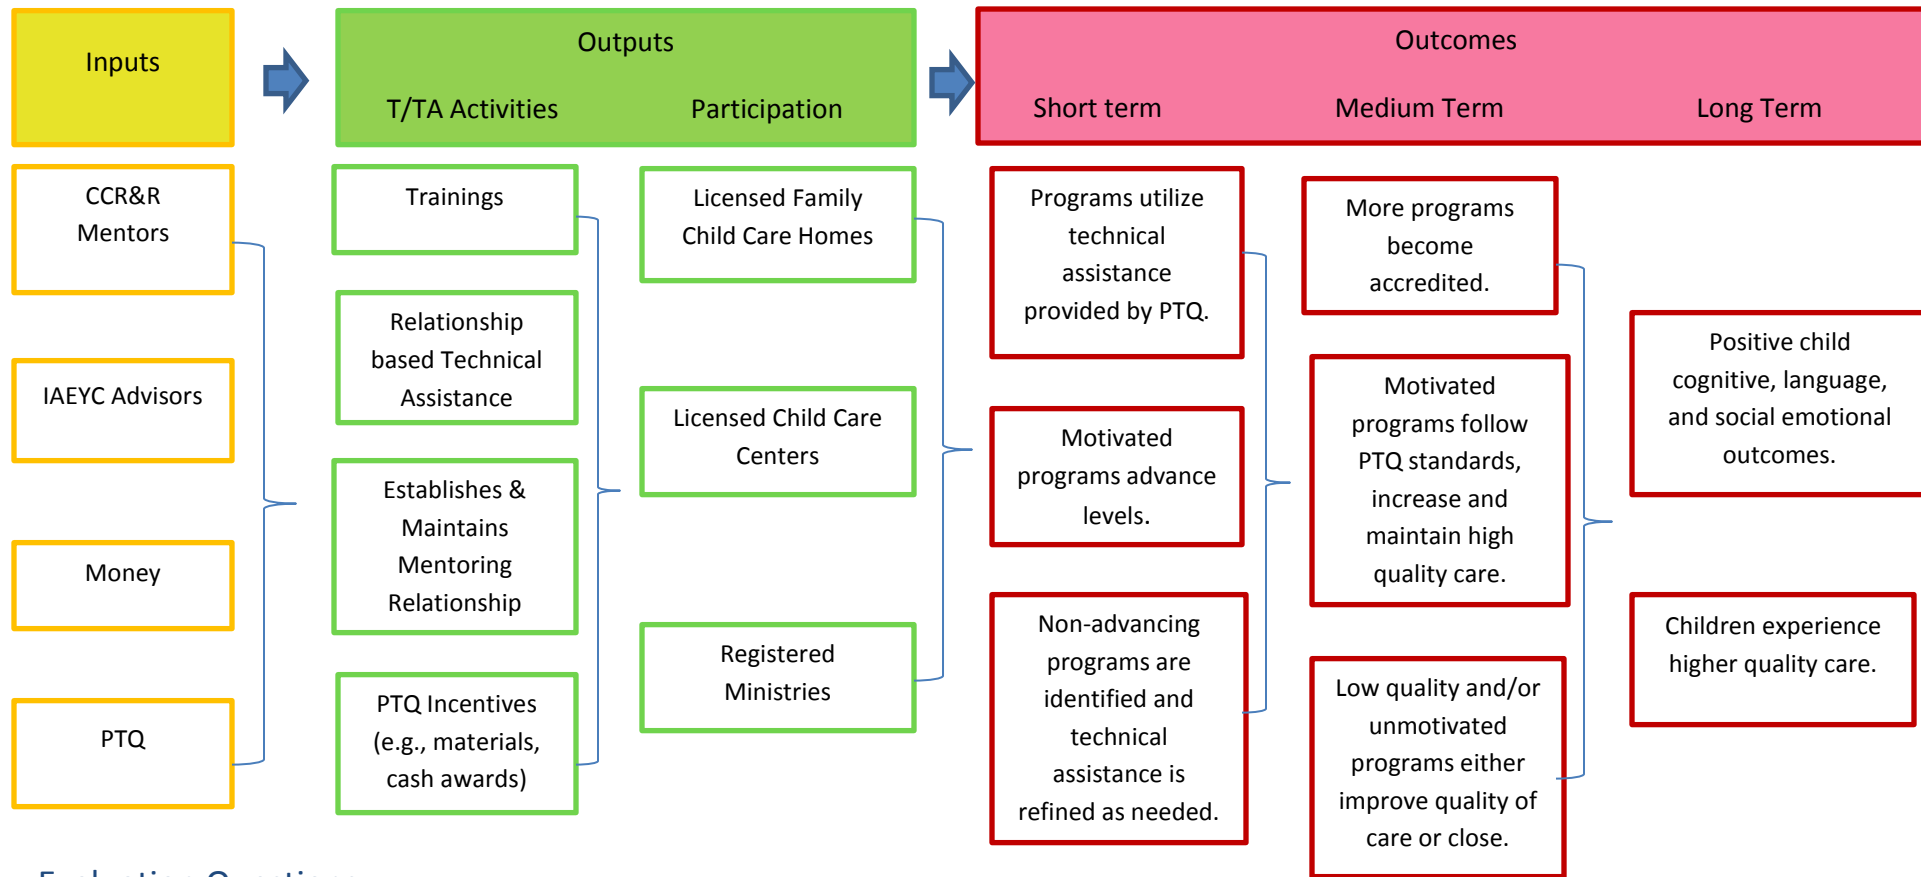 Inputs
Outputs
T/TA Activities
Participation
Outcomes
Short term
Medium Term
Long Term
CCR&R
Mentors
IAEYC Advisors
Money
PTQ
Trainings
Relationship
based Technical
Assistance
Establishes &
Maintains
Mentoring
Relationship
PTQ Incentives
(e.g., materials,
cash awards)
Licensed Family
Child Care Homes
Licensed Child Care
Centers
Registered
Ministries
Programs utilize
technical
assistance
provided by PTQ.
Motivated
programs advance
levels.
Non-advancing
programs are
identified and
technical
assistance is
refined as needed.
More programs
become
accredited.
Motivated
programs follow
PTQ standards,
increase and
maintain high
quality care.
Low quality and/or
unmotivated
programs either
improve quality of
care or close.
Positive child
cognitive, language,
and social emotional
outcomes.
Children experience
higher quality care.
Evaluation Questions